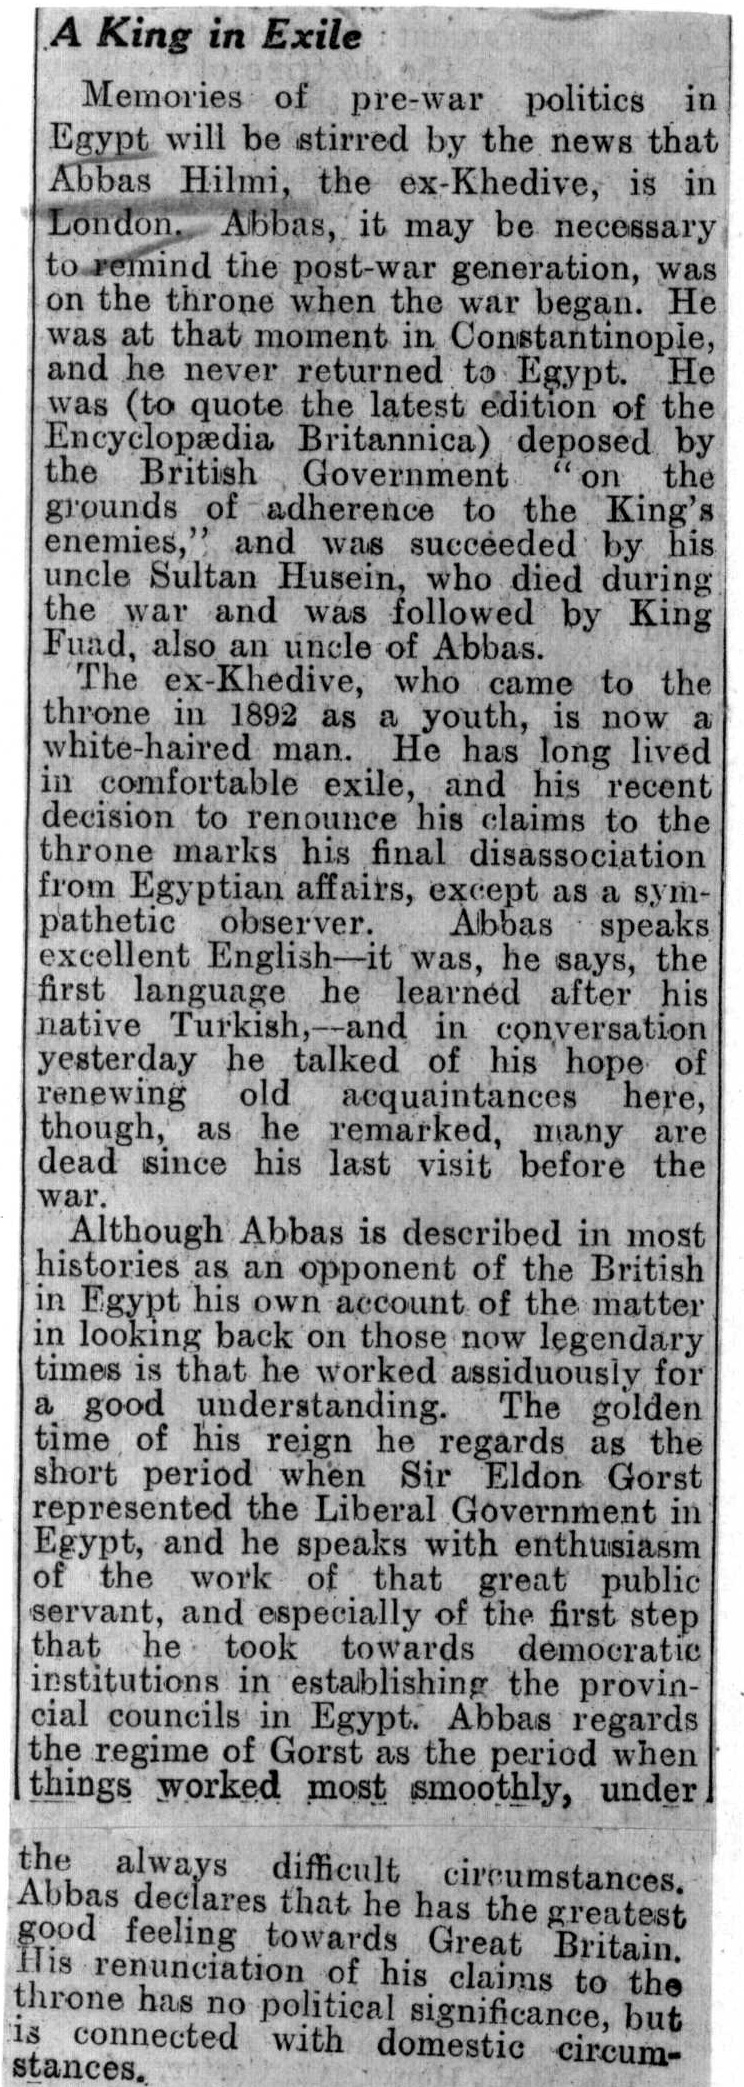 A King in Exile
Memories of pre-war politics in
Egypt will be stirred by the news that
Abbas Hilmi, the ex-Khedive, is in
London. Abbas, it may be necessary
to remind the post-war generation, was
on the throne when the war began. He
was at that moment in Constantinople,
and he never returned to Egypt. He
was (to quote the latest edition of the
Encyclopædia Britannica) deposed by
the British Government "on the
grounds of adherence to the King's
enemies," and was succeeded by his
uncle Sultan Husein, who died during
the war and was followed by King
Fuad, also an uncle of Abbas.
The ex-Khedive, who came to the
throne in 1892 as a youth, is now a
white-haired man. He has long lived
in comfortable exile, and his recent
decision to renounce his claims to the
throne marks his final disassociation
from Egyptian affairs, except as a sym-
pathetic observer. Abbas speaks
excellent English—it was, he says, the
first language he learned after his
native Turkish,—and in conversation
yesterday he talked of his hope of
renewing old acquaintances here,
though, as he remarked, many are
dead since his last visit before the
war.
Although Abbas is described in most
histories as an opponent of the British
in Egypt his own account of the matter
in looking back on those now legendary
times is that he worked assiduously for
a good understanding. The golden
time of his reign he regards as the
short period when Sir Eldon Gorst
represented the Liberal Government in
Egypt, and he speaks with enthusiasm
of the work of that great public
servant, and especially of the first step
that he took towards democratic
institutions in establishing the provin-
cial councils in Egypt. Abbas regards
the regime of Gorst as the period when
things worked most smoothly, under
the always difficult circumstances.
Abbas declares that he has the greatest
good feeling towards Great Britain.
His renunciation of his claims to the
throne has no political significance, but
is connected with domestic circum-
stances.